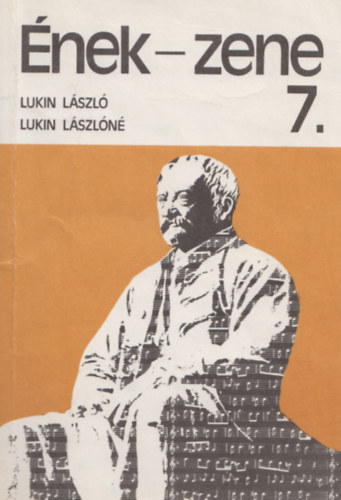 Ének – zene
LUKIN LÁSZLÓ
LUKIN LÁSZLÓNÉ
7.